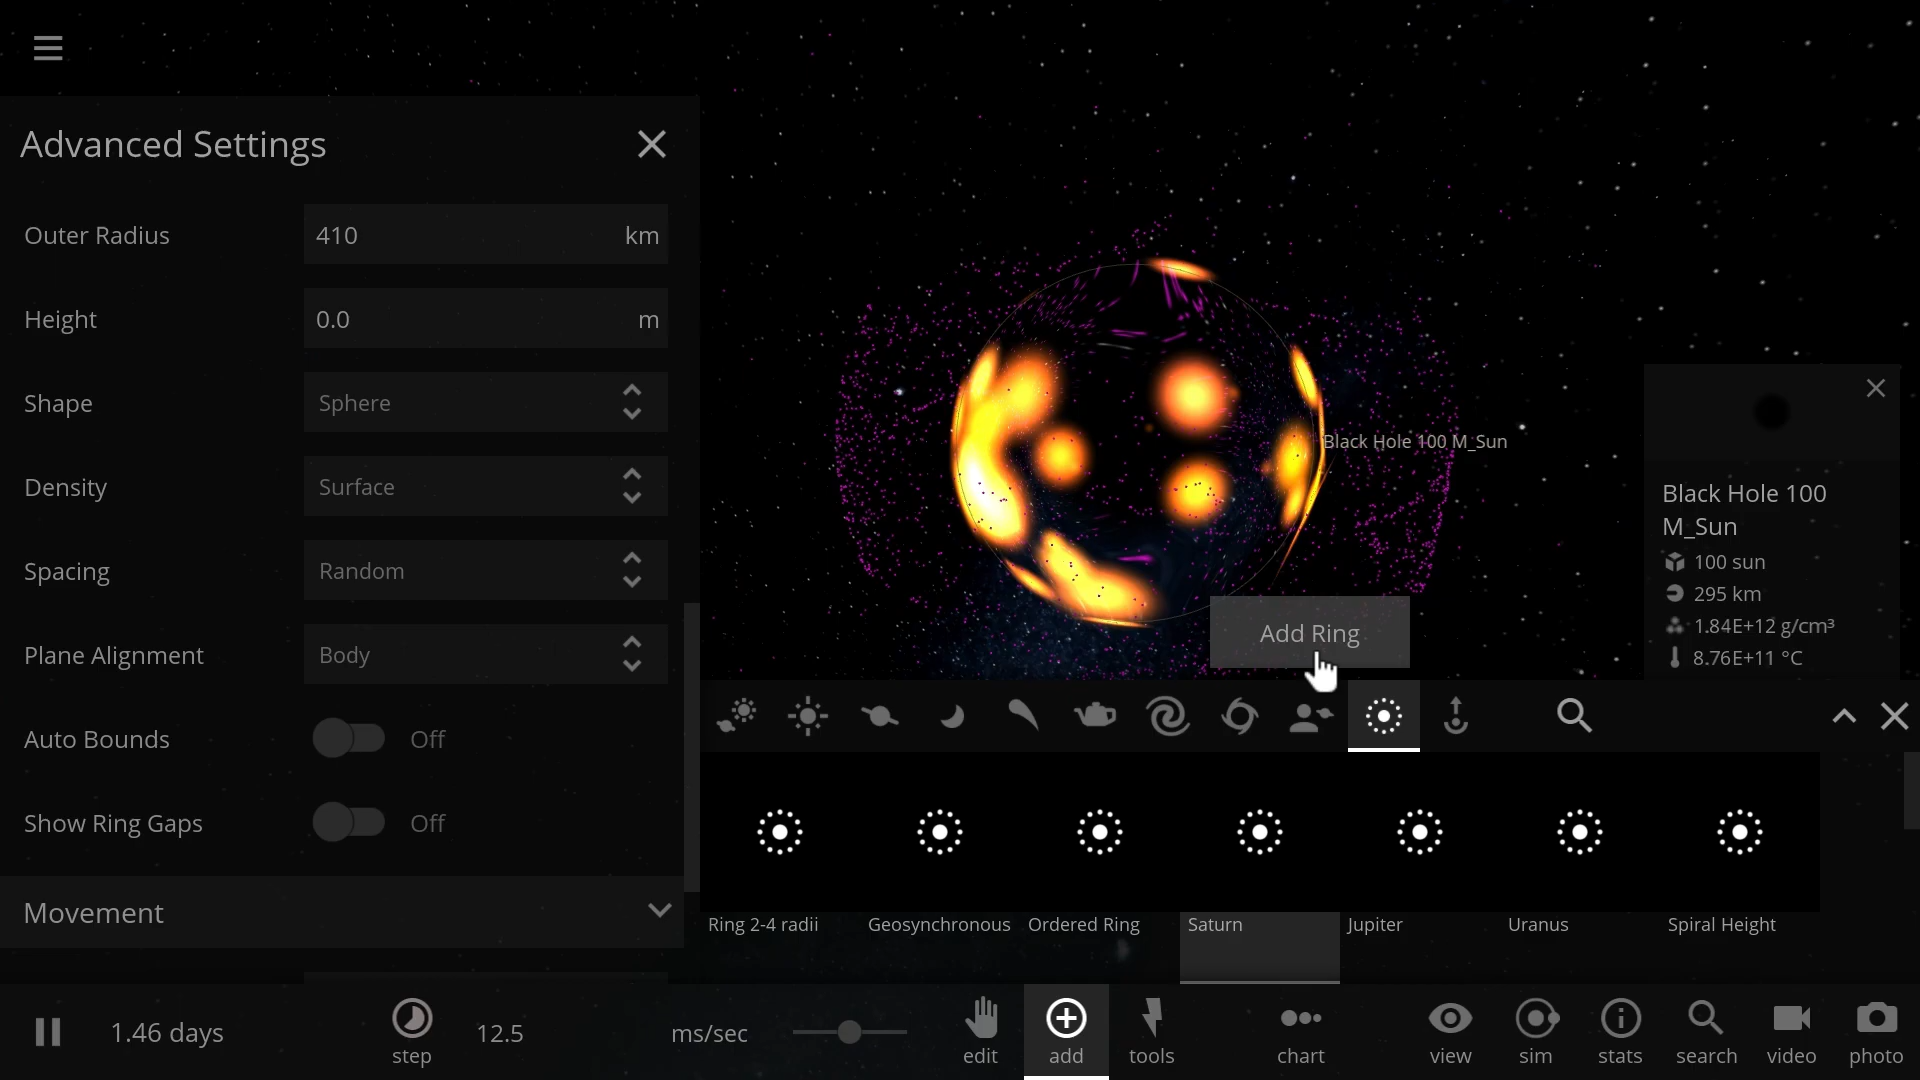 Advanced Settings
Outer Radius 410 km
Height 0.0 m
Shape Sphere
Density Surface
Spacing Random
Plane Alignment Body
Auto Bounds Off
Show Ring Gaps Off
Movement
Black Hole 100 M_Sun
Add Ring
Black Hole 100
M_Sun
100 sun
295 km
1.84E+12 g/cm³
8.76E+11 °C
Ring 2-4 radii
Geosynchronous
Ordered Ring
Saturn
Jupiter
Uranus
Spiral Height
1.46 days
step
12.5 ms/sec
edit
add
tools
chart
view
sim
stats
search
video
photo